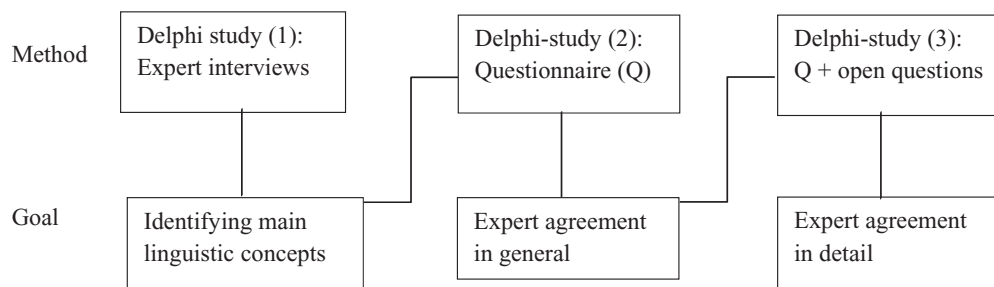 Method
Delphi study (1):
Expert interviews
Delphi-study (2):
Questionnaire (Q)
Delphi-study (3):
Q + open questions
Goal
Identifying main
linguistic concepts
Expert agreement
in general
Expert agreement
in detail